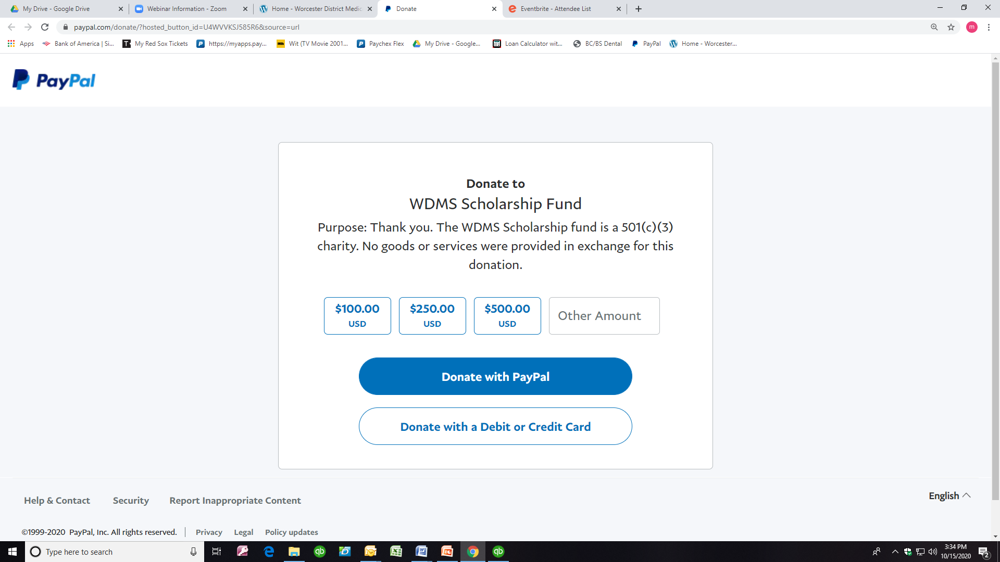 My Drive - Google Drive
Webinar Information - Zoom
Home - Worcester District Medic
Donate
Eventbrite - Attendee List
paypal.com/donate/?hosted_button_id=U4WVVKSJ585R6&source=url
m
Apps
Bank of America | Si...
My Red Sox Tickets
https://myapps.pay...
Wit (TV Movie 2001...
Paychex Flex
My Drive - Google...
Loan Calculator wit...
BC/BS Dental
PayPal
Home - Worcester...
PayPal
Donate to
WDMS Scholarship Fund
Purpose: Thank you. The WDMS Scholarship fund is a 501(c)(3)
charity. No goods or services were provided in exchange for this
donation.
$100.00 USD
$250.00 USD
$500.00 USD
Other Amount
Donate with PayPal
Donate with a Debit or Credit Card
Help & Contact
Security
Report Inappropriate Content
English
©1999-2020 PayPal, Inc. All rights reserved.
Privacy
Legal
Policy updates
Type here to search
3:34 PM
10/15/2020
2